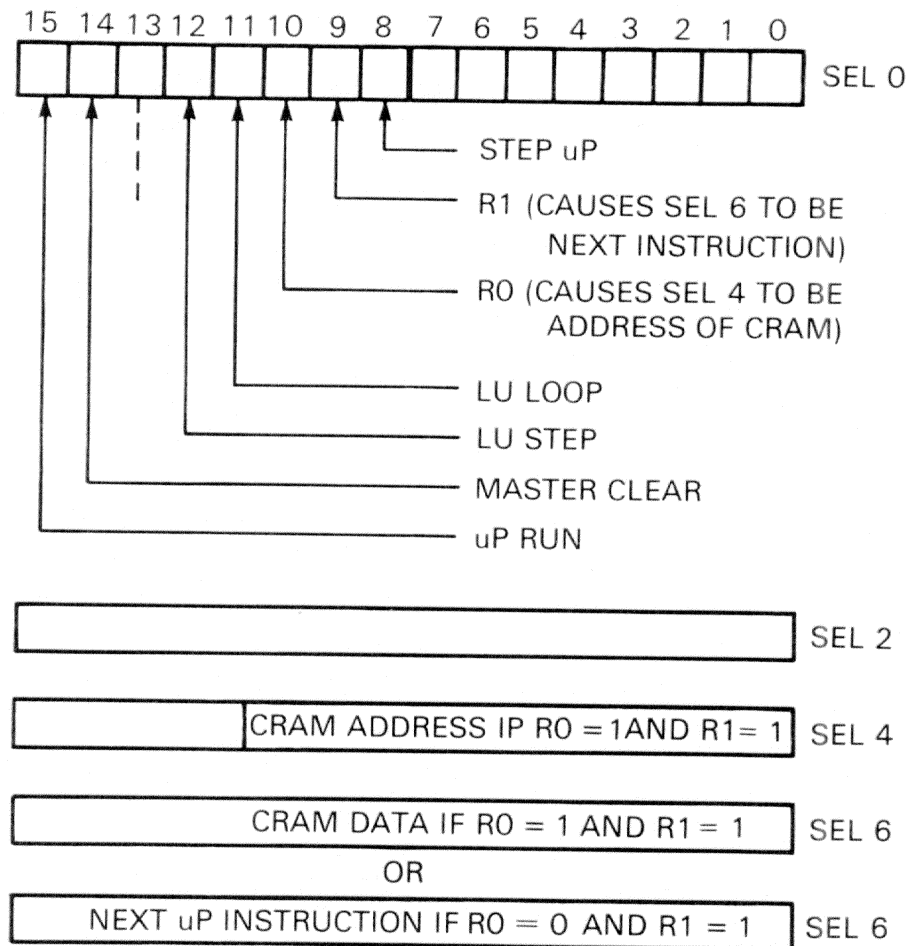 15 14 13 12 11 10 9 8 7 6 5 4 3 2 1 0
SEL 0
STEP uP
R1 (CAUSES SEL 6 TO BE
NEXT INSTRUCTION)
R0 (CAUSES SEL 4 TO BE
ADDRESS OF CRAM)
LU LOOP
LU STEP
MASTER CLEAR
uP RUN
SEL 2
CRAM ADDRESS IP R0 = 1AND R1= 1 SEL 4
CRAM DATA IF R0 = 1 AND R1 = 1 SEL 6
OR
NEXT uP INSTRUCTION IF R0 = 0 AND R1 = 1 SEL 6